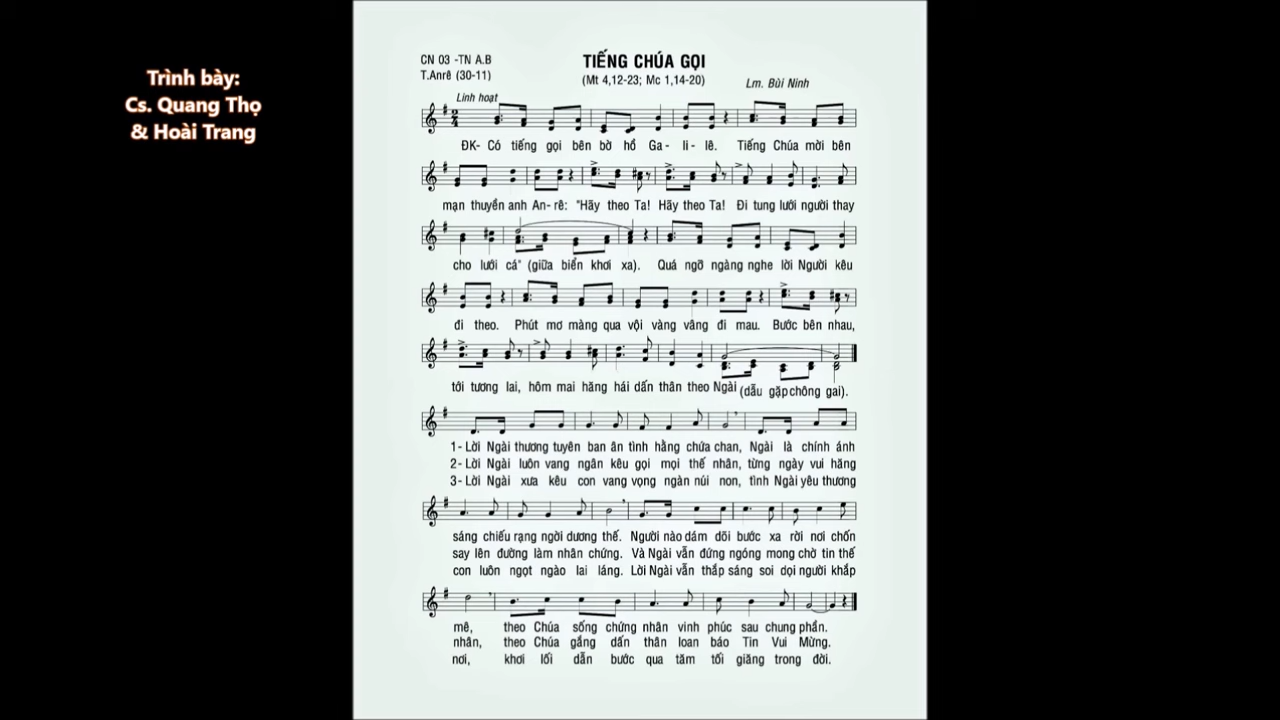 Trình bày:
Cs. Quang Thọ
& Hoài Trang
CN 03 -TN A.B
T.Anrê (30-11)
TIẾNG CHÚA GỌI
(Mt 4,12-23; Mc 1,14-20)
Lm. Bùi Ninh
Linh hoạt
ĐK- Có tiếng gọi bên bờ hồ Ga- li- lê. Tiếng Chúa mời bên
mạn thuyền anh An-rê: "Hãy theo Ta! Hãy theo Ta! Đi tung lưới người thay
cho lưới cá" (giữa biển khơi xa). Quá ngỡ ngàng nghe lời Người kêu
đi theo. Phút mơ màng qua vội vàng vâng đi mau. Bước bên nhau,
tới tương lai, hôm mai hăng hái dấn thân theo Ngài (dẫu gặp chông gai).
1- Lời Ngài thương tuyên ban ân tình hằng chứa chan, Ngài là chính ánh
2- Lời Ngài luôn vang ngân kêu gọi mọi thế nhân, từng ngày vui hăng
3- Lời Ngài xưa kêu con vang vọng ngàn núi non, tình Ngài yêu thương
sáng chiếu rạng ngời dương thế. Người nào dám dõi bước xa rời nơi chốn
say lên đường làm nhân chứng. Và Ngài vẫn đứng ngóng mong chờ tin thế
con luôn ngọt ngào lai láng. Lời Ngài vẫn thắp sáng soi dọi người khắp
mê, theo Chúa sống chứng nhân vinh phúc sau chung phần.
nhân, theo Chúa gắng dấn thân loan báo Tin Vui Mừng.
nơi, khơi lối dẫn bước qua tăm tối giăng trong đời.